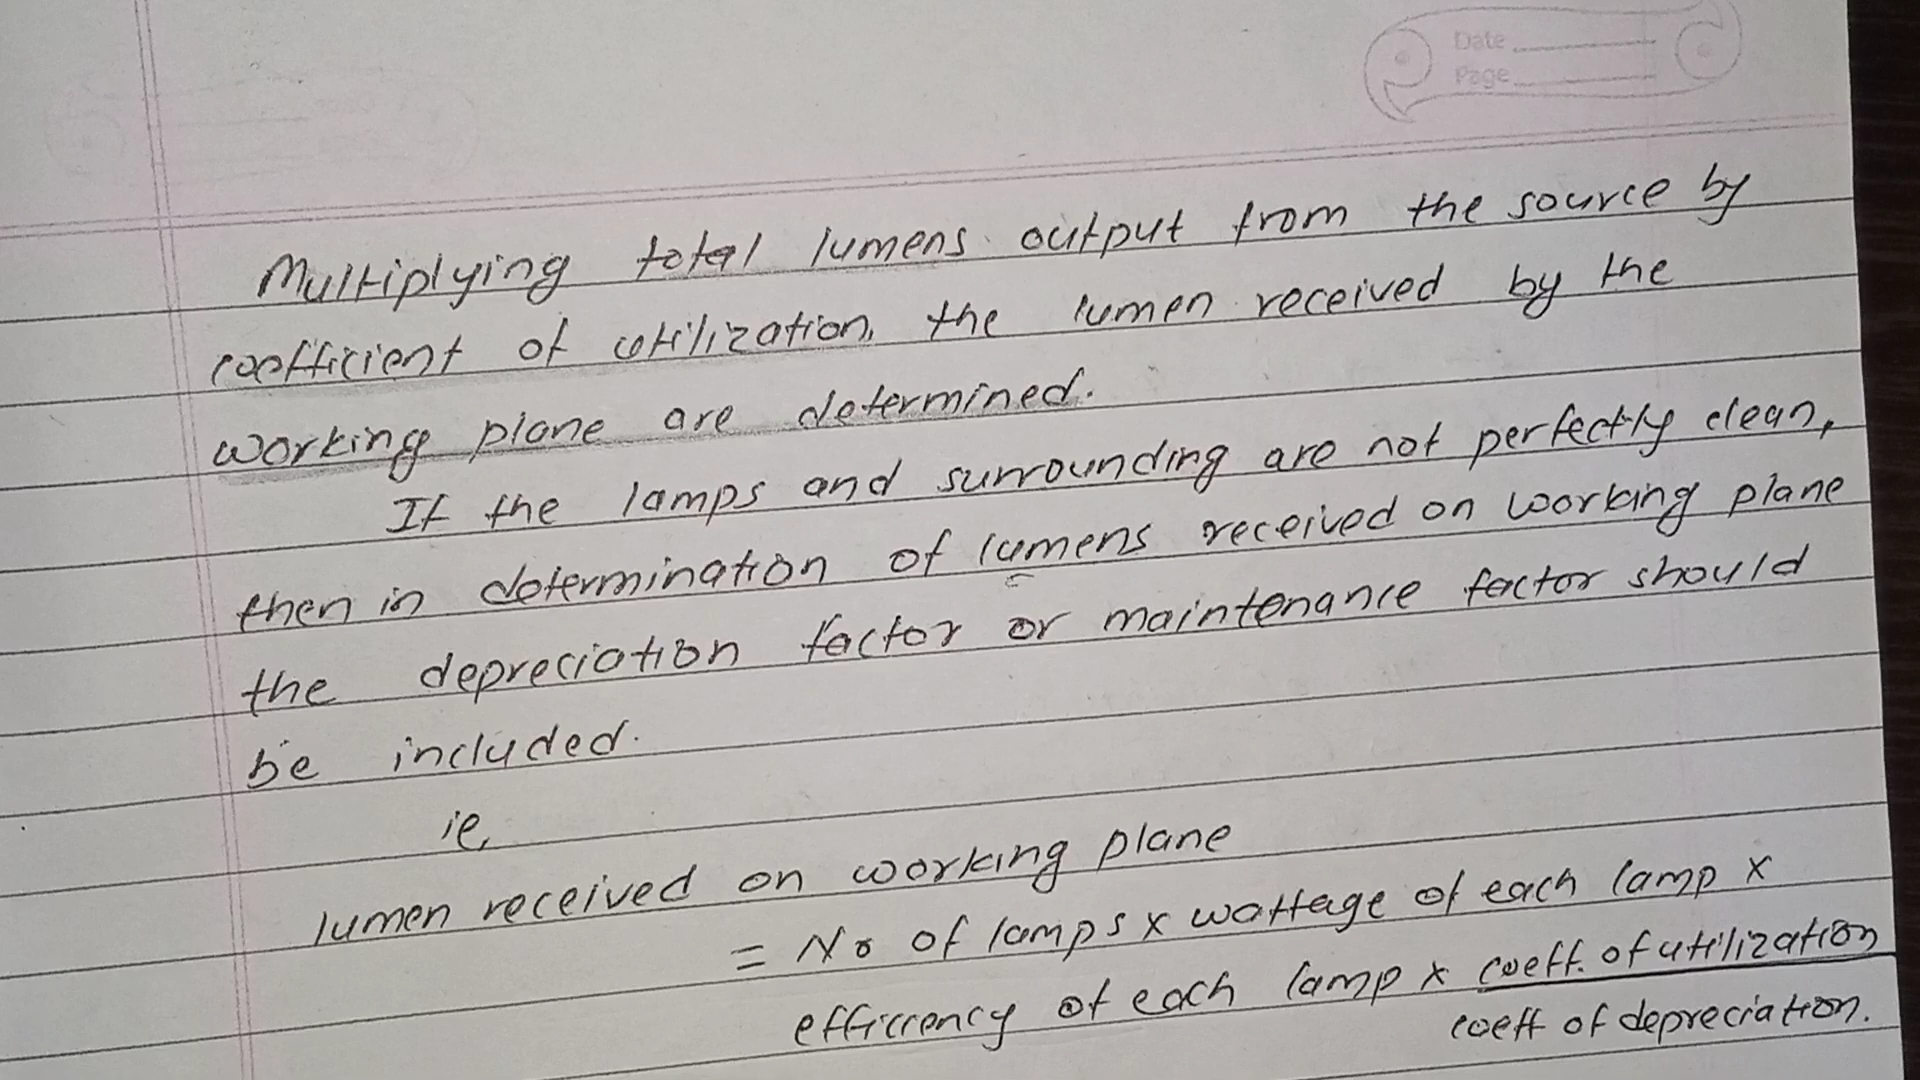 Date
Page
Multiplying total lumens output from the source by
coefficient of utilization, the lumen received by the
working plane are determined.
If the lamps and surrounding are not perfectly clean,
then in determination of lumens received on working plane
the depreciation factor or maintenance factor should
be included.
ie,
lumen received on working plane
= No of lamps x wattage of each lamp x
efficiency of each lamp x coeff. of utilization
coeff of depreciation.